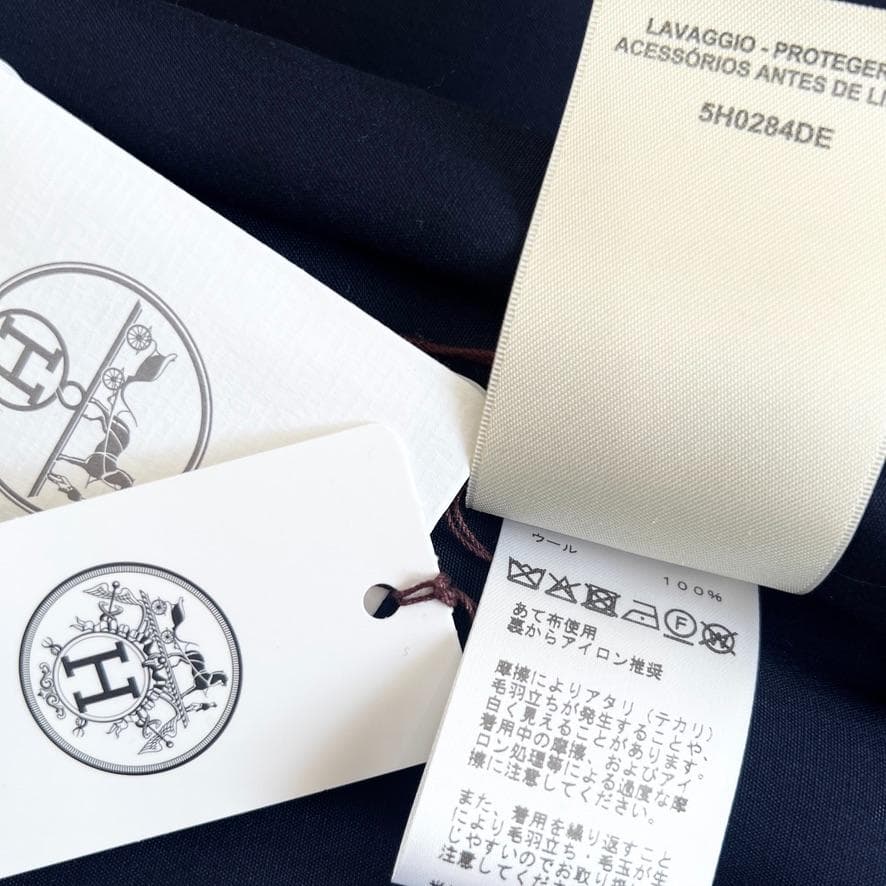 LAVAGGIO - PROTEGER
ACESSÓRIOS ANTES DE
5H0284DE
H
H
ウール
100%
F
W
あて布使用
裏からアイロン推奨
摩擦によりアタリ（テカリ）
毛羽立ちが発生することや、
白く見えることがあります。
着用中の摩擦、およびアイ
ロン処理等による過度な摩
擦に注意してください。
また、着用を繰り返すこと
により毛羽立ち・毛玉が生
じやすいのでお取り扱
注意してください。